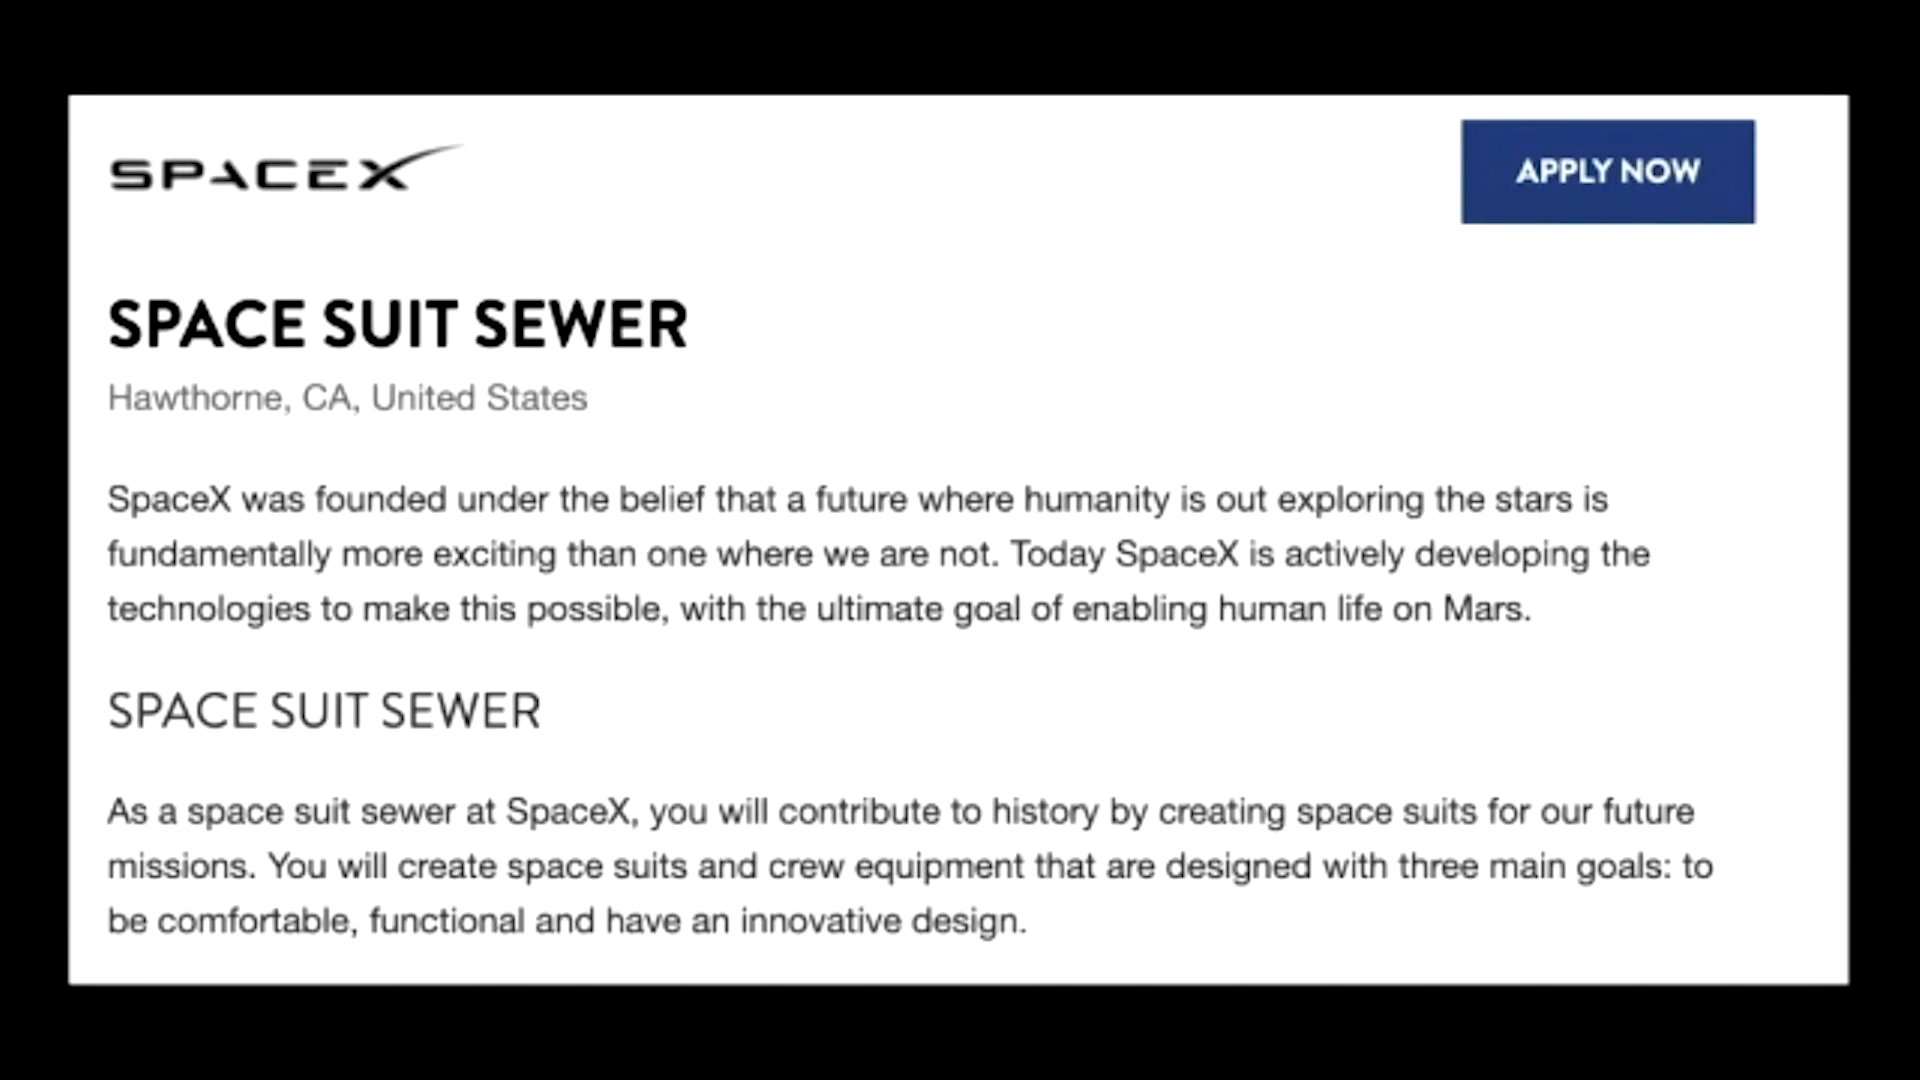 SPACEX
APPLY NOW
SPACE SUIT SEWER
Hawthorne, CA, United States
SpaceX was founded under the belief that a future where humanity is out exploring the stars is
fundamentally more exciting than one where we are not. Today SpaceX is actively developing the
technologies to make this possible, with the ultimate goal of enabling human life on Mars.
SPACE SUIT SEWER
As a space suit sewer at SpaceX, you will contribute to history by creating space suits for our future
missions. You will create space suits and crew equipment that are designed with three main goals: to
be comfortable, functional and have an innovative design.